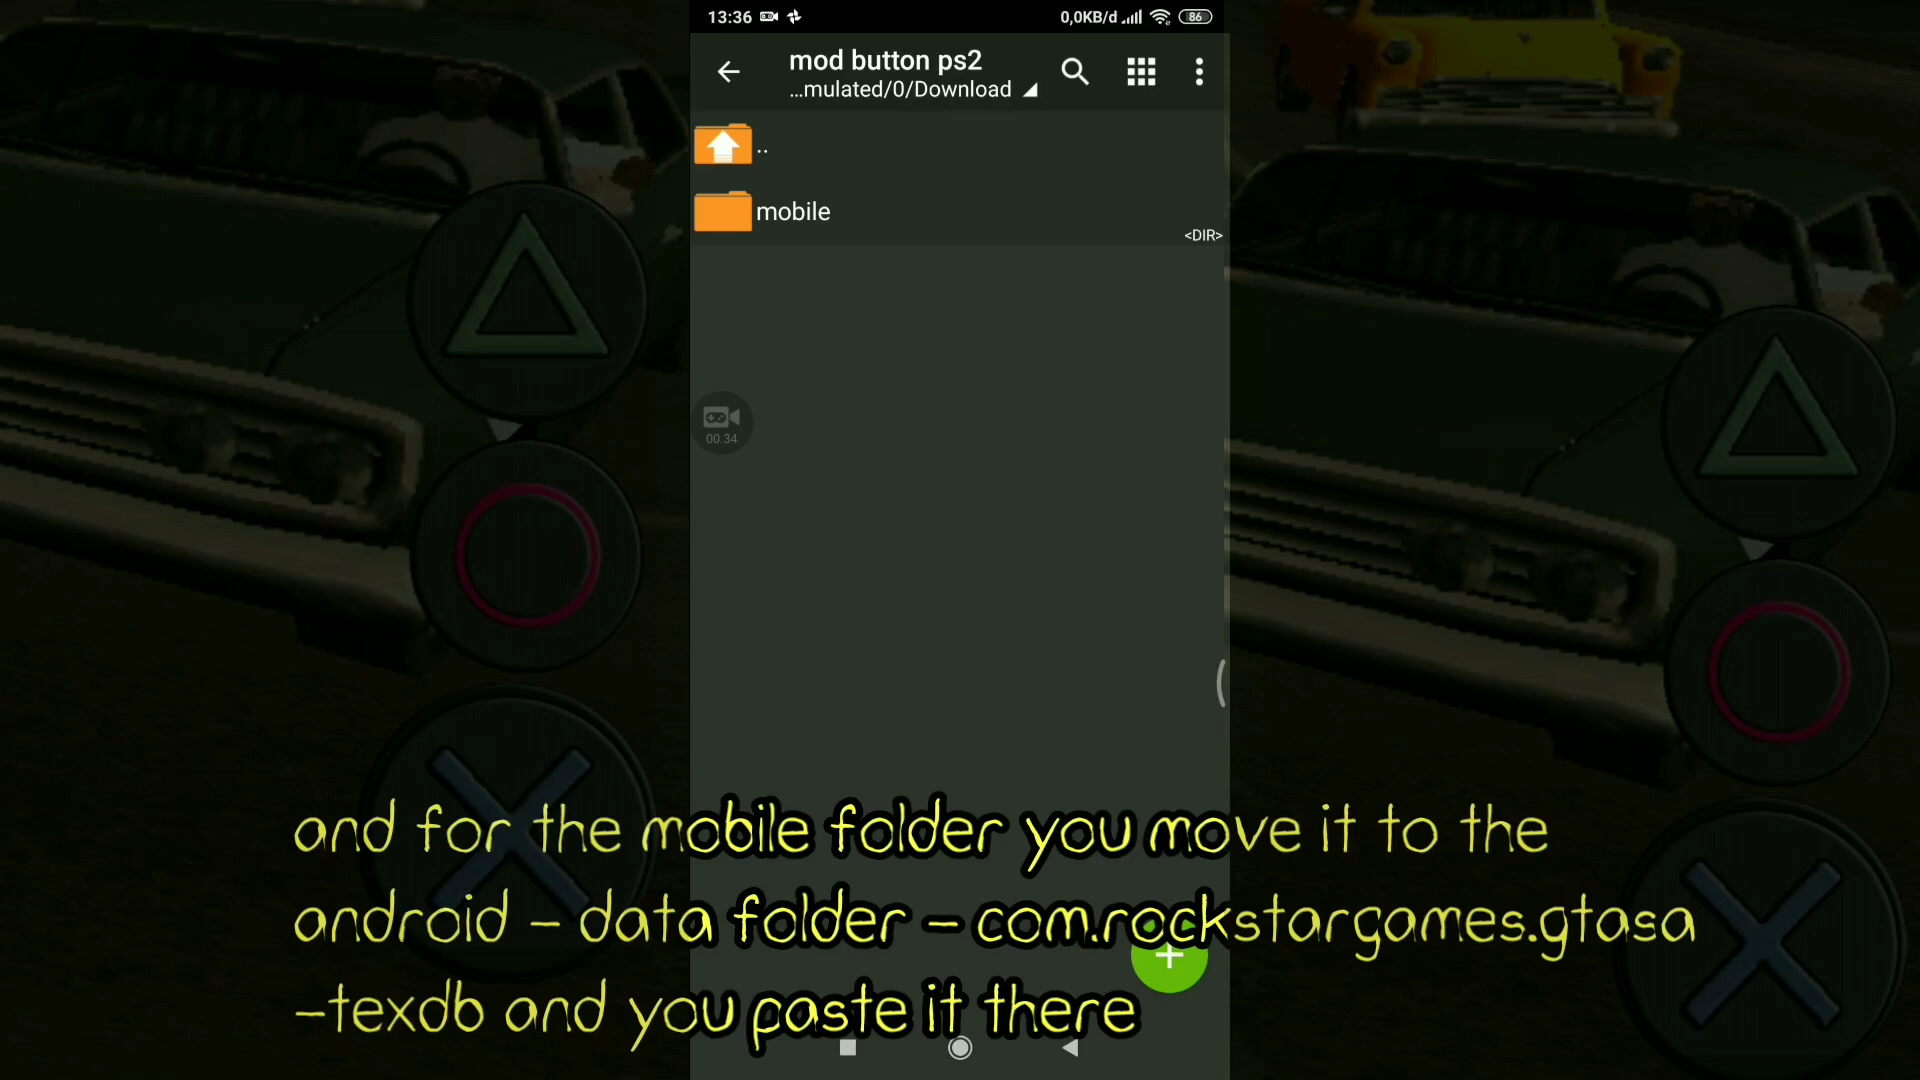 13:36
0,0KB/d
86
mod button ps2
...mulated/0/Download
..
mobile
<DIR>
00.34
and for the mobile folder you move it to the
android - data folder - com.rockstargames.gtasa
-texdb and you paste it there